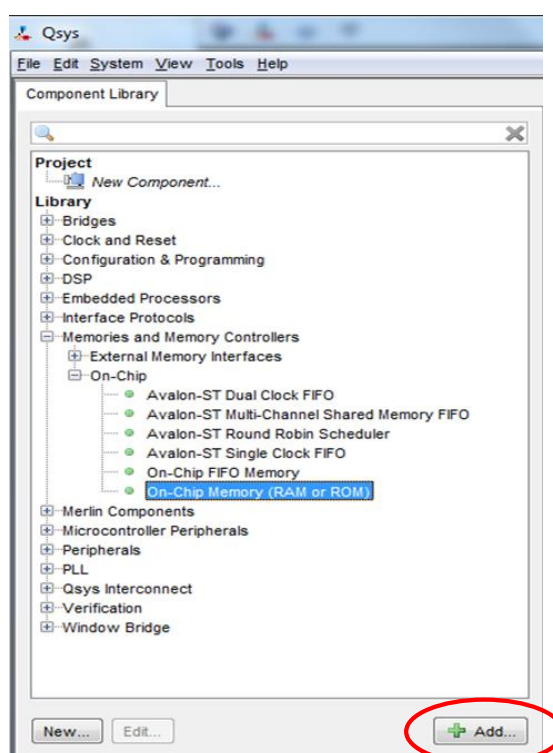 Qsys
File Edit System View Tools Help
Component Library
Project
New Component...
Library
Bridges
Clock and Reset
Configuration & Programming
DSP
Embedded Processors
Interface Protocols
Memories and Memory Controllers
External Memory Interfaces
On-Chip
Avalon-ST Dual Clock FIFO
Avalon-ST Multi-Channel Shared Memory FIFO
Avalon-ST Round Robin Scheduler
Avalon-ST Single Clock FIFO
On-Chip FIFO Memory
On-Chip Memory (RAM or ROM)
Merlin Components
Microcontroller Peripherals
Peripherals
PLL
Qsys Interconnect
Verification
Window Bridge
New... Edit... Add...